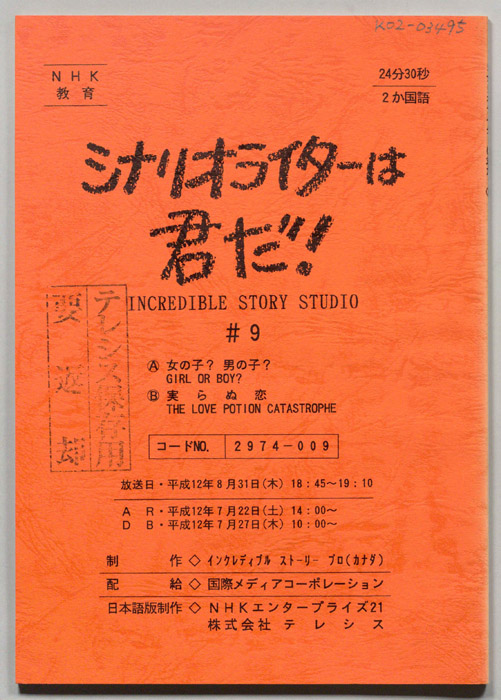 K02-03495
NHK
教育
24分30秒
2か国語
シナリオライターは
君だ!
INCREDIBLE STORY STUDIO
#9
Ⓐ 女の子? 男の子?
GIRL OR BOY?
Ⓑ 実らぬ恋
THE LOVE POTION CATASTROPHE
テレシス保存用
要返却
コードNO. 2974-009
放送日・平成12年8月31日(木) 18:45~19:10
AR・平成12年7月22日(土) 14:00~
DB・平成12年7月27日(木) 10:00~
制作◇インクレディブル ストーリー プロ(カナダ)
配給◇国際メディアコーポレーション
日本語版制作◇NHKエンタープライズ21
株式会社テレシス